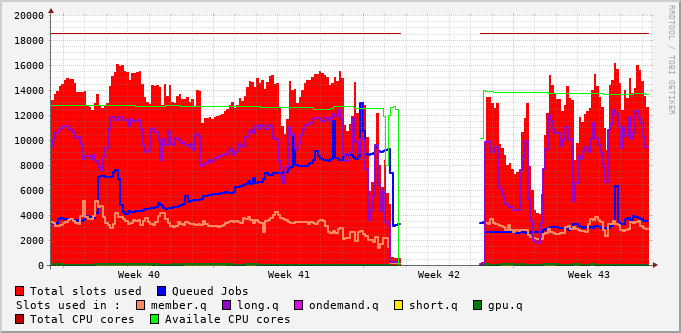 20000
18000
16000
14000
12000
10000
8000
6000
4000
2000
0
Week 40 Week 41 Week 42 Week 43
Total slots used Queued Jobs
Slots used in : member.q long.q ondemand.q short.q gpu.q
Total CPU cores Availale CPU cores
RRDTOOL / TOBI OETIKER